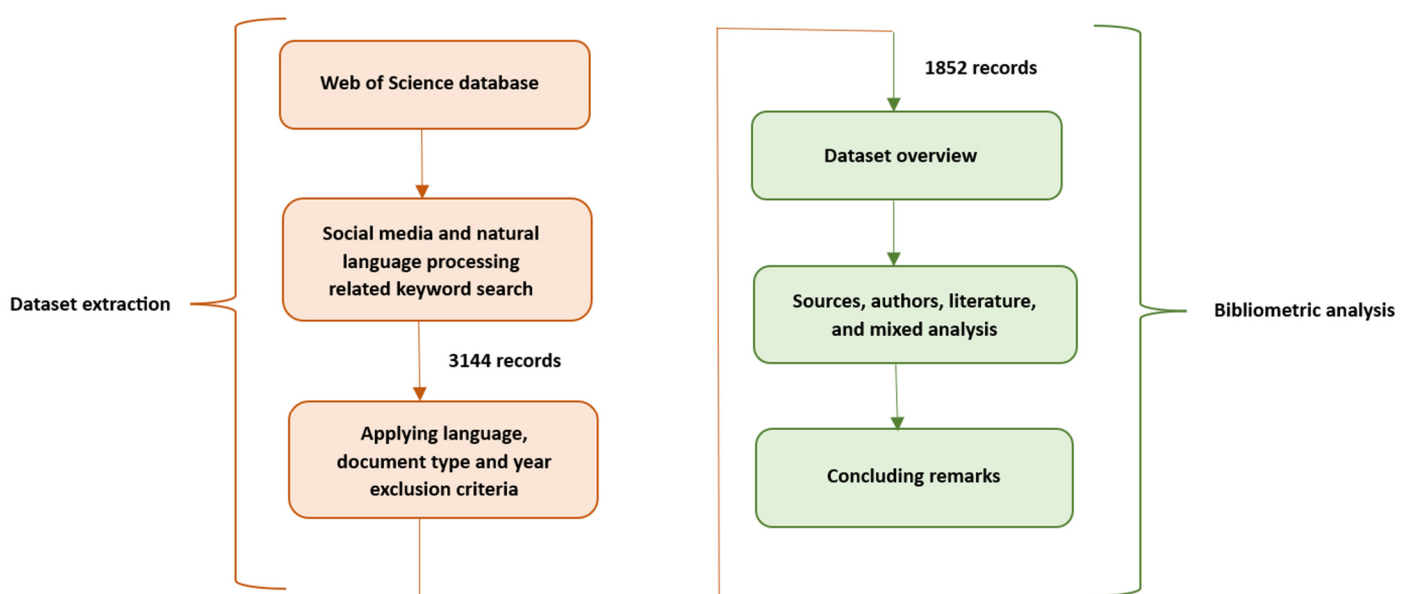 Dataset extraction
Web of Science database
Social media and natural
language processing
related keyword search
3144 records
Applying language,
document type and year
exclusion criteria
1852 records
Dataset overview
Sources, authors, literature,
and mixed analysis
Concluding remarks
Bibliometric analysis